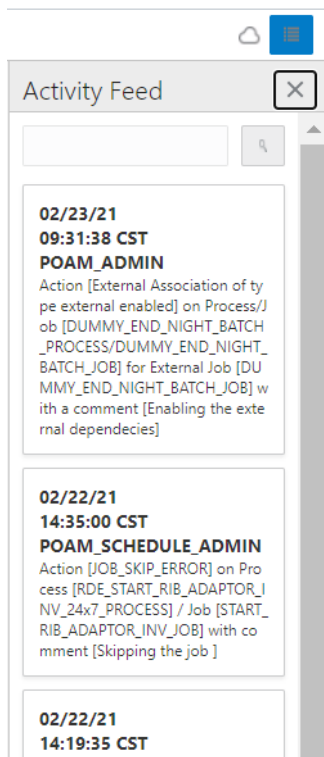 Activity Feed
02/23/21
09:31:38 CST
POAM_ADMIN
Action [External Association of ty
pe external enabled] on Process/J
ob [DUMMY_END_NIGHT_BATCH
_PROCESS/DUMMY_END_NIGHT_
BATCH_JOB] for External Job [DU
MMY_END_NIGHT_BATCH_JOB] w
ith a comment [Enabling the exte
rnal dependecies]
02/22/21
14:35:00 CST
POAM_SCHEDULE_ADMIN
Action [JOB_SKIP_ERROR] on Pro
cess [RDE_START_RIB_ADAPTOR_I
NV_24x7_PROCESS] / Job [START_
RIB_ADAPTOR_INV_JOB] with co
mment [Skipping the job ]
02/22/21
14:19:35 CST